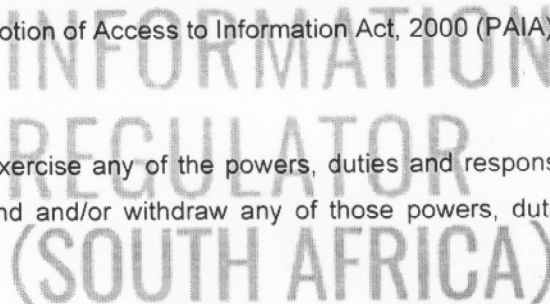 otion of Access to Information Act, 2000 (PAIA)
INFORMATION
REGULATOR
xercise any of the powers, duties and respons
nd and/or withdraw any of those powers, dut
(SOUTH AFRICA)